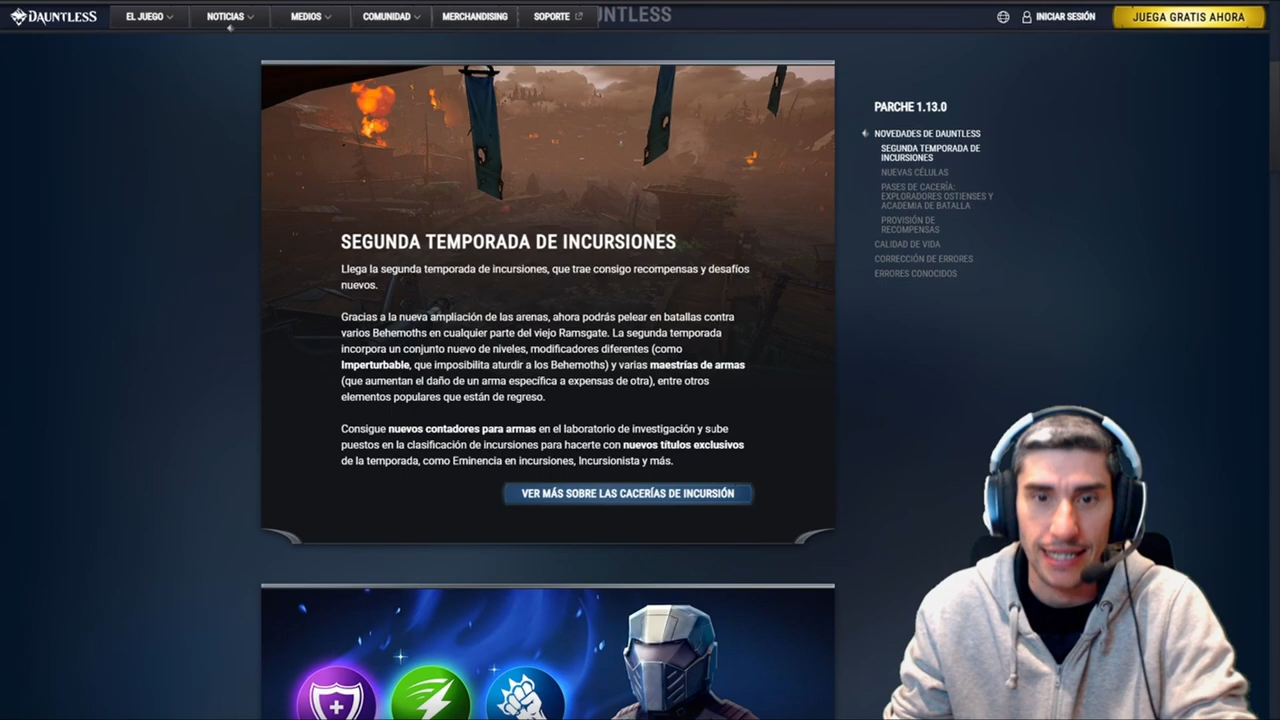 DAUNTLESS
EL JUEGO
NOTICIAS
MEDIOS
COMUNIDAD
MERCHANDISING
SOPORTE
NTLESS
INICIAR SESIÓN
JUEGA GRATIS AHORA
SEGUNDA TEMPORADA DE INCURSIONES
Llega la segunda temporada de incursiones, que trae consigo recompensas y desafíos
nuevos.
Gracias a la nueva ampliación de las arenas, ahora podrás pelear en batallas contra
varios Behemoths en cualquier parte del viejo Ramsgate. La segunda temporada
incorpora un conjunto nuevo de niveles, modificadores diferentes (como
Imperturbable, que imposibilita aturdir a los Behemoths) y varias maestrías de armas
(que aumentan el daño de un arma específica a expensas de otra), entre otros
elementos populares que están de regreso.
Consigue nuevos contadores para armas en el laboratorio de investigación y sube
puestos en la clasificación de incursiones para hacerte con nuevos títulos exclusivos
de la temporada, como Eminencia en incursiones, Incursionista y más.
VER MÁS SOBRE LAS CACERÍAS DE INCURSIÓN
PARCHE 1.13.0
NOVEDADES DE DAUNTLESS
SEGUNDA TEMPORADA DE
INCURSIONES
NUEVAS CÉLULAS
PASES DE CACERÍA:
EXPLORADORES OSTIENSES Y
ACADEMIA DE BATALLA
PROVISIÓN DE
RECOMPENSAS
CALIDAD DE VIDA
CORRECCIÓN DE ERRORES
ERRORES CONOCIDOS